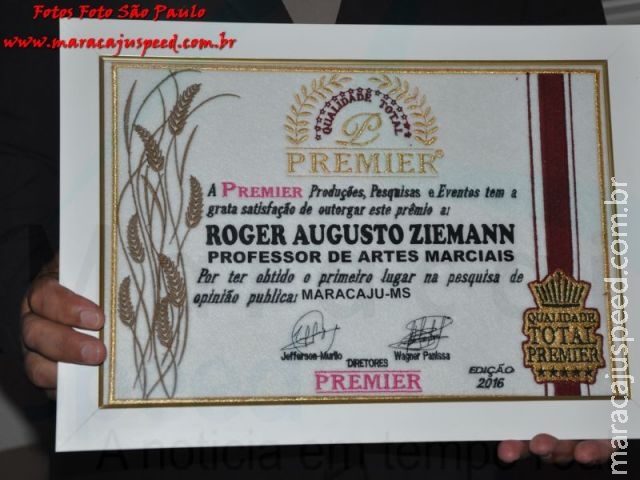 Fotos Foto São Paulo
www.maracajuspeed.com.br
QUALIDADE TOTAL
P
PREMIER
A PREMIER Produções, Pesquisas e Eventos tem a
grata satisfação de outorgar este prêmio a:
ROGER AUGUSTO ZIEMANN
PROFESSOR DE ARTES MARCIAIS
Por ter obtido o primeiro lugar na pesquisa de
opinião publica: MARACAJU-MS
Jefferson-Murilo
Wagner Panissa
DIRETORES
PREMIER
EDIÇÃO
2016
QUALIDADE
TOTAL
PREMIER
A notícia em tempo
maracajuspeed.com.br